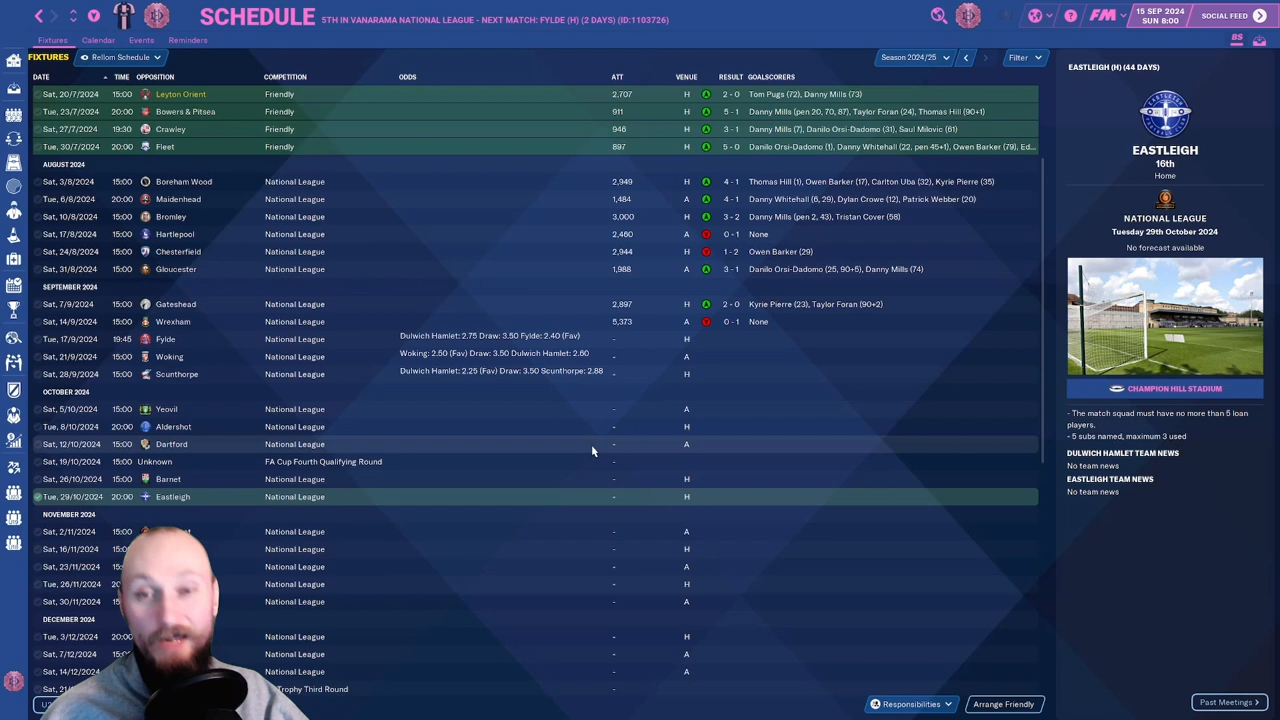 SCHEDULE 5TH IN VANARAMA NATIONAL LEAGUE - NEXT MATCH: FYLDE (H) (2 DAYS) (ID:1103726)
FM
15 SEP 2024
SUN 8:00
SOCIAL FEED
Fixtures Calendar Events Reminders
BS
FIXTURES Rellom Schedule Season 2024/25 Filter
DATE TIME OPPOSITION COMPETITION ODDS ATT VENUE RESULT GOALSCORERS
Sat, 20/7/2024 15:00 Leyton Orient Friendly 2,707 H 2 - 0 Tom Pugs (72), Danny Mills (73)
Tue, 23/7/2024 20:00 Bowers & Pitsea Friendly 911 H 5 - 1 Danny Mills (pen 20, 70, 87), Taylor Foran (24), Thomas Hill (90+1)
Sat, 27/7/2024 19:30 Crawley Friendly 946 H 3 - 1 Danny Mills (7), Danilo Orsi-Dadomo (31), Saul Milovic (61)
Tue, 30/7/2024 20:00 Fleet Friendly 897 H 5 - 0 Danilo Orsi-Dadomo (1), Danny Whitehall (22, pen 45+1), Owen Barker (79), Ed...
AUGUST 2024
Sat, 3/8/2024 15:00 Boreham Wood National League 2,949 H 4 - 1 Thomas Hill (1), Owen Barker (17), Carlton Uba (32), Kyrie Pierre (35)
Tue, 6/8/2024 20:00 Maidenhead National League 1,484 A 4 - 1 Danny Whitehall (6, 29), Dylan Crowe (12), Patrick Webber (20)
Sat, 10/8/2024 15:00 Bromley National League 3,000 H 3 - 2 Danny Mills (pen 2, 43), Tristan Cover (58)
Sat, 17/8/2024 15:00 Hartlepool National League 2,460 A 0 - 1 None
Sat, 24/8/2024 15:00 Chesterfield National League 2,944 H 1 - 2 Owen Barker (29)
Sat, 31/8/2024 15:00 Gloucester National League 1,988 A 3 - 1 Danilo Orsi-Dadomo (25, 90+5), Danny Mills (74)
SEPTEMBER 2024
Sat, 7/9/2024 15:00 Gateshead National League 2,897 H 2 - 0 Kyrie Pierre (23), Taylor Foran (90+2)
Sat, 14/9/2024 15:00 Wrexham National League 5,373 A 0 - 1 None
Tue, 17/9/2024 19:45 Fylde National League Dulwich Hamlet: 2.75 Draw: 3.50 Fylde: 2.40 (Fav) - H
Sat, 21/9/2024 15:00 Woking National League Woking: 2.50 (Fav) Draw: 3.50 Dulwich Hamlet: 2.60 - A
Sat, 28/9/2024 15:00 Scunthorpe National League Dulwich Hamlet: 2.25 (Fav) Draw: 3.50 Scunthorpe: 2.88 - H
OCTOBER 2024
Sat, 5/10/2024 15:00 Yeovil National League - A
Tue, 8/10/2024 20:00 Aldershot National League - H
Sat, 12/10/2024 15:00 Dartford National League - A
Sat, 19/10/2024 15:00 Unknown FA Cup Fourth Qualifying Round -
Sat, 26/10/2024 15:00 Barnet National League - H
Tue, 29/10/2024 20:00 Eastleigh National League - H
NOVEMBER 2024
Sat, 2/11/2024 15:00 National League - A
Sat, 16/11/2024 National League - H
Sat, 23/11/2024 National League - A
Tue, 26/11/2024 National League - H
Sat, 30/11/2024 National League - A
DECEMBER 2024
Tue, 3/12/2024 National League - H
Sat, 7/12/2024 National League - A
Sat, 14/12/2024 National League - A
Trophy Third Round -
Responsibilities Arrange Friendly
EASTLEIGH (H) (44 DAYS)
EASTLEIGH
16th
Home
NATIONAL LEAGUE
Tuesday 29th October 2024
No forecast available
CHAMPION HILL STADIUM
- The match squad must have no more than 5 loan
players.
- 5 subs named, maximum 3 used
DULWICH HAMLET TEAM NEWS
No team news
EASTLEIGH TEAM NEWS
No team news
Past Meetings >